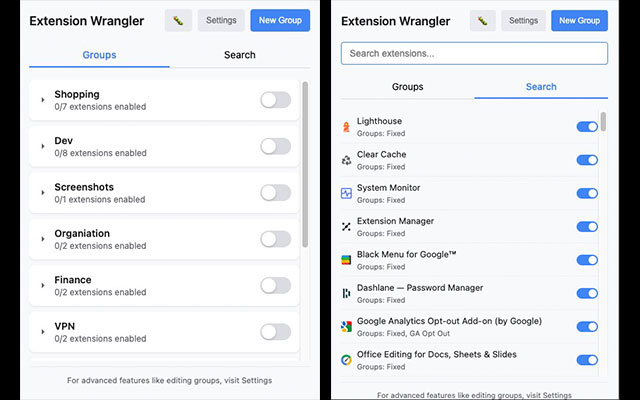 Extension Wrangler
Settings
New Group
Groups
Search
Shopping
0/7 extensions enabled
Dev
0/8 extensions enabled
Screenshots
0/1 extensions enabled
Organiation
0/2 extensions enabled
Finance
0/2 extensions enabled
VPN
0/2 extensions enabled
For advanced features like editing groups, visit Settings
Extension Wrangler
Settings
New Group
Search extensions...
Groups
Search
Lighthouse
Groups: Fixed
Clear Cache
Groups: Fixed
System Monitor
Groups: Fixed
Extension Manager
Groups: Fixed
Black Menu for Google™
Groups: Fixed
Dashlane — Password Manager
Groups: Fixed
Google Analytics Opt-out Add-on (by Google)
Groups: Fixed, GA Opt Out
Office Editing for Docs, Sheets & Slides
Groups: Fixed
For advanced features like editing groups, visit Settings